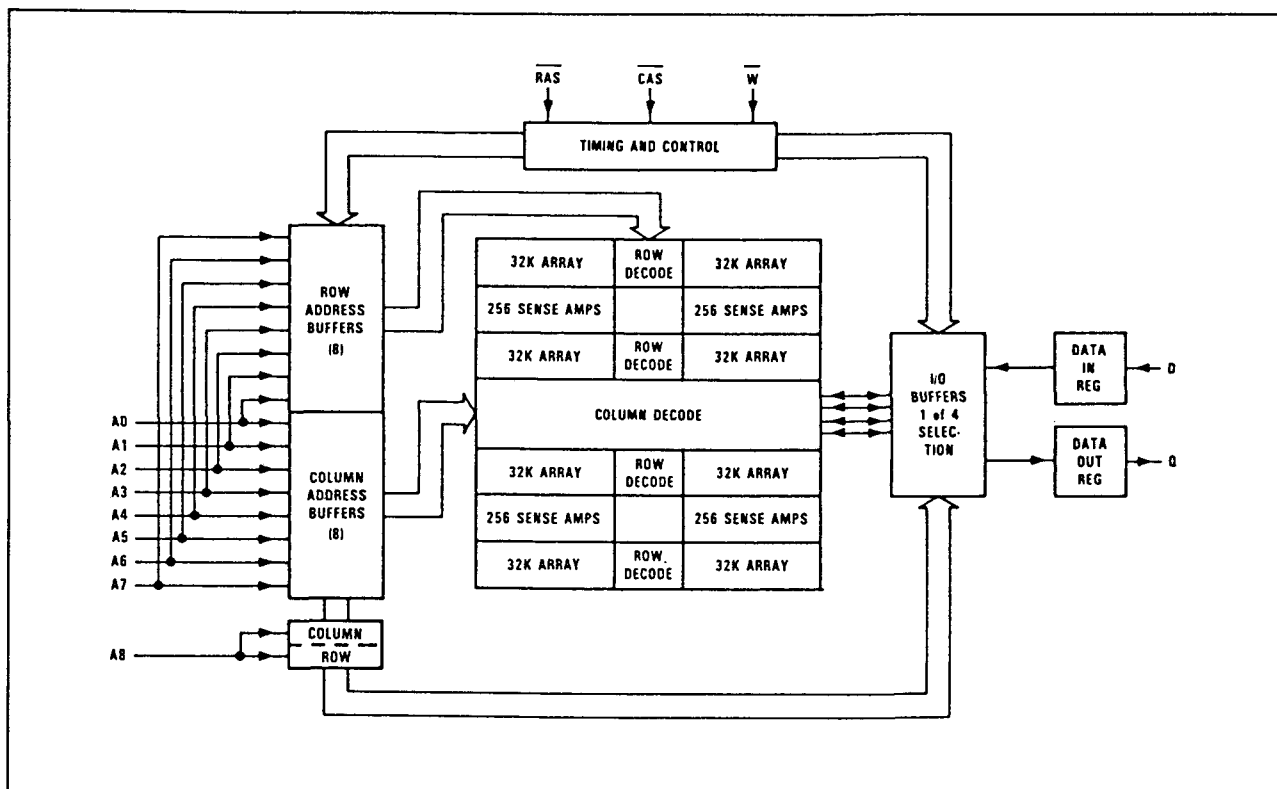 RAS CAS W
TIMING AND CONTROL
ROW
ADDRESS
BUFFERS
(8)
32K ARRAY
ROW
DECODE
32K ARRAY
256 SENSE AMPS
256 SENSE AMPS
32K ARRAY
ROW
DECODE
32K ARRAY
COLUMN DECODE
32K ARRAY
ROW
DECODE
32K ARRAY
256 SENSE AMPS
256 SENSE AMPS
32K ARRAY
ROW.
DECODE
32K ARRAY
I/O
BUFFERS
1 of 4
SELEC-
TION
DATA
IN
REG
D
DATA
OUT
REG
Q
A0
A1
A2
A3
A4
A5
A6
A7
COLUMN
ADDRESS
BUFFERS
(8)
A8
COLUMN
ROW